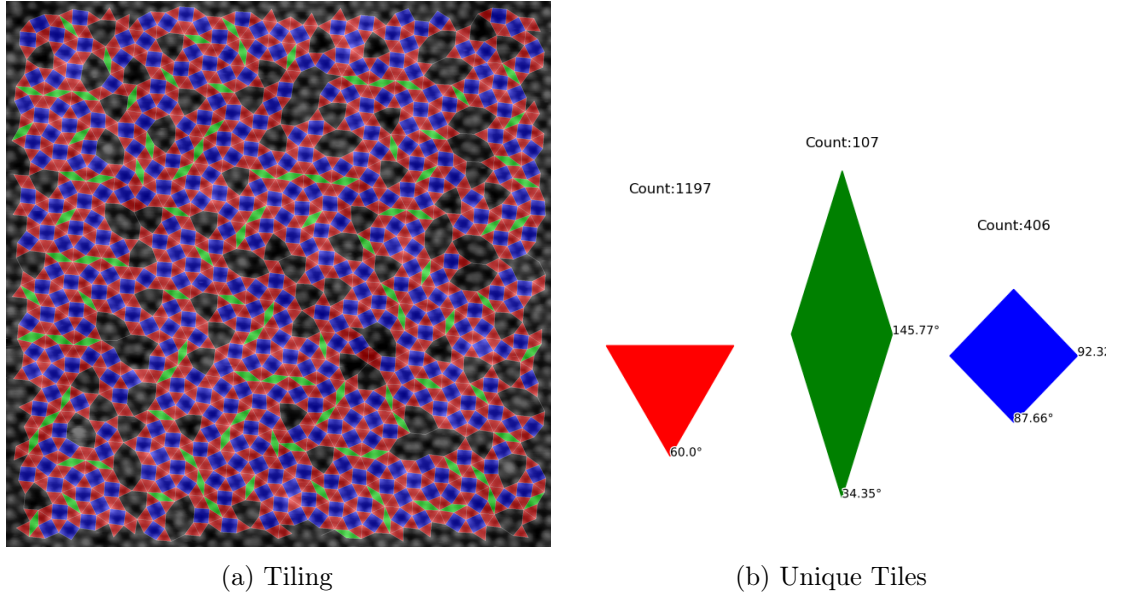 Count:107
Count:1197
Count:406
145.77°
92.3
87.66°
60.0°
34.35°
(a) Tiling
(b) Unique Tiles